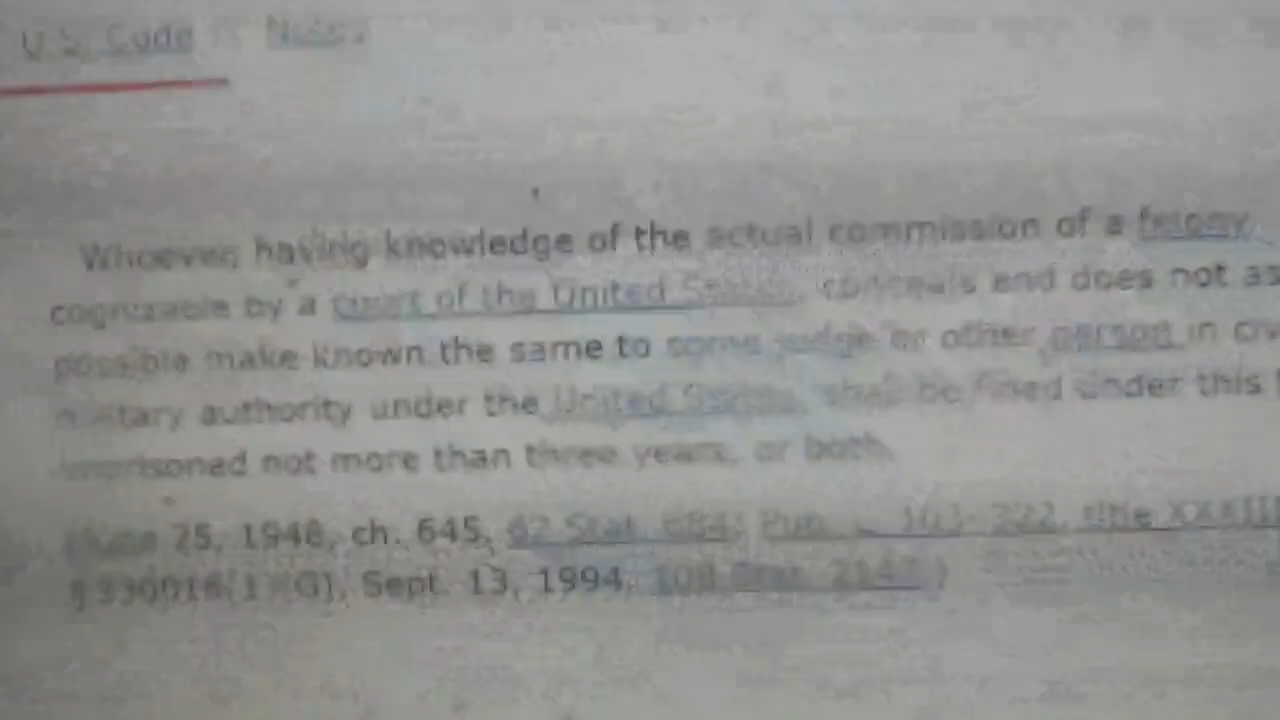 U.S. Code Notes
Whoever, having knowledge of the actual commission of a felony
cognizable by a court of the United States, conceals and does not as
possible make known the same to some judge or other person in civ
military authority under the United States, shall be fined under this
imprisoned not more than three years, or both.
(June 25, 1948, ch. 645, 62 Stat. 684; Pub. L. 103-322, title XXXIII
§ 330016(1)(G), Sept. 13, 1994, 108 Stat. 2147.)